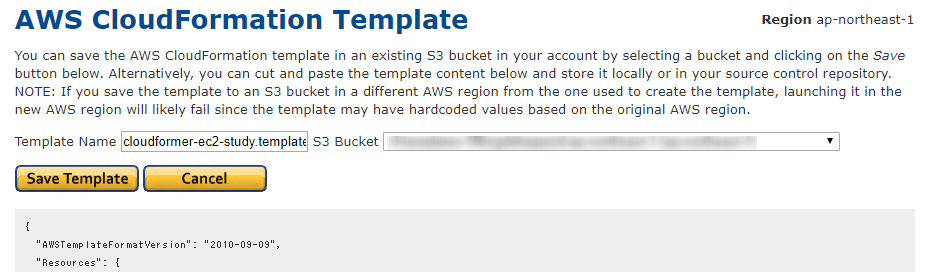 AWS CloudFormation Template
Region ap-northeast-1
You can save the AWS CloudFormation template in an existing S3 bucket in your account by selecting a bucket and clicking on the Save
button below. Alternatively, you can cut and paste the template content below and store it locally or in your source control repository.
NOTE: If you save the template to an S3 bucket in a different AWS region from the one used to create the template, launching it in the
new AWS region will likely fail since the template may have hardcoded values based on the original AWS region.
Template Name cloudformer-ec2-study.template S3 Bucket
Save Template Cancel
{
"AWSTemplateFormatVersion": "2010-09-09",
"Resources": {